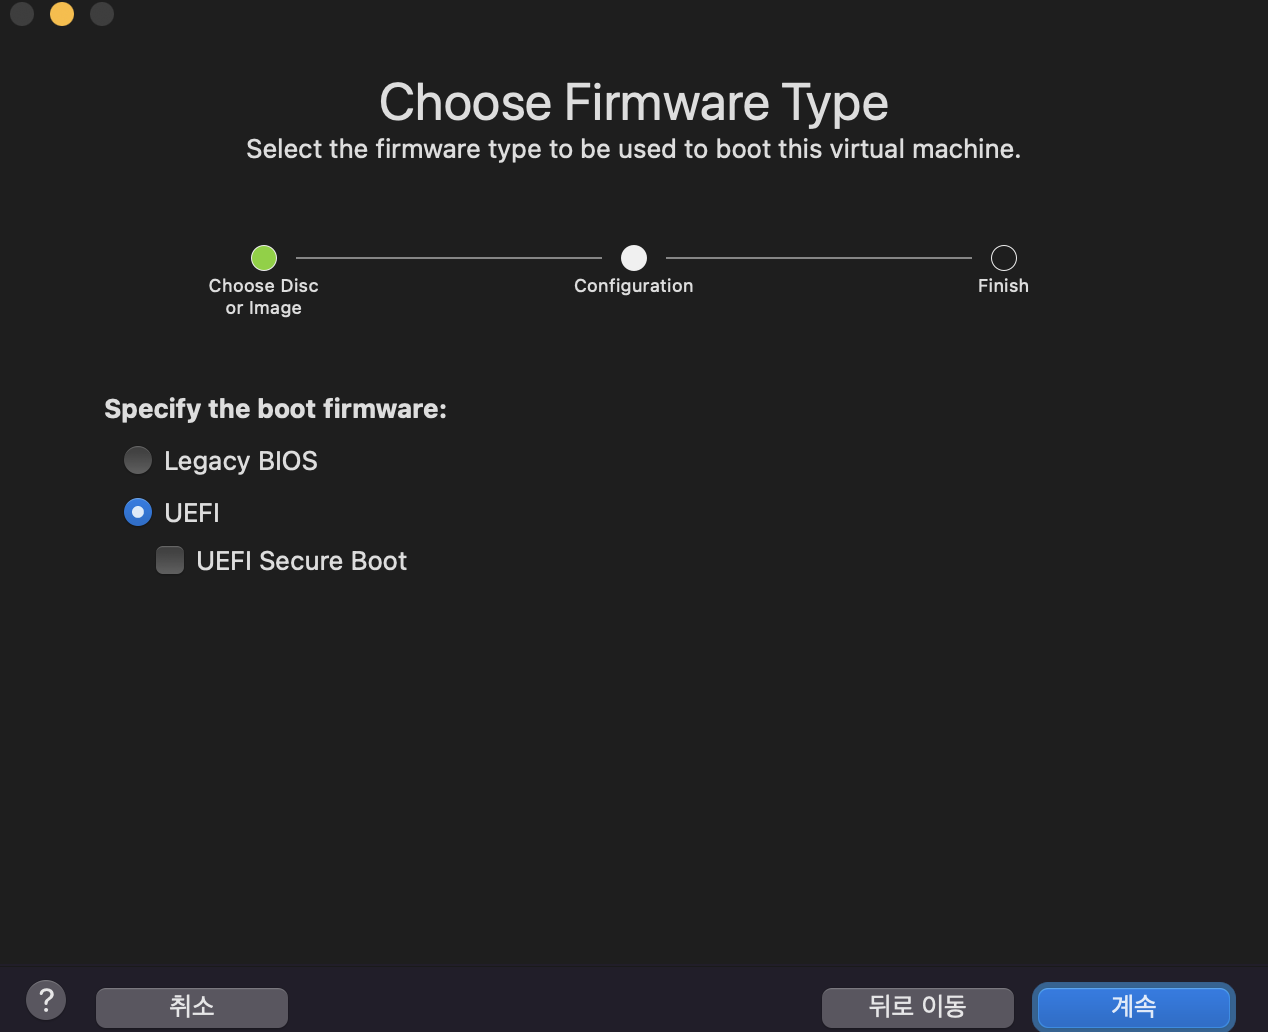 Choose Firmware Type
Select the firmware type to be used to boot this virtual machine.
Choose Disc
or Image
Configuration
Finish
Specify the boot firmware:
Legacy BIOS
UEFI
UEFI Secure Boot
?
취소
뒤로 이동
계속